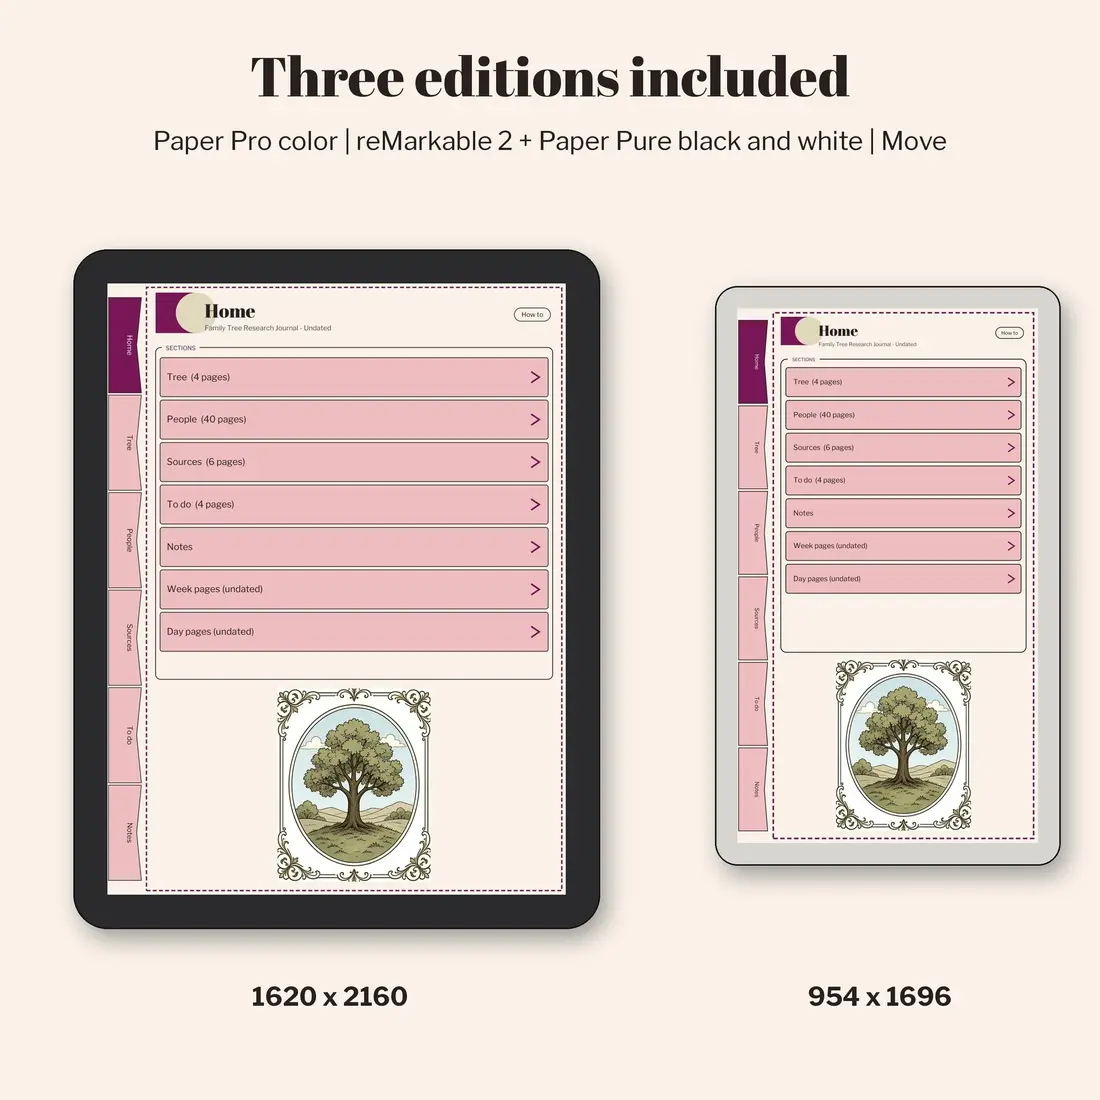 Three editions included
Paper Pro color | reMarkable 2 + Paper Pure black and white | Move
Home
Tree
People
Sources
To do
Notes
Home
Family Tree Research Journal - Undated
How to
SECTIONS
Tree (4 pages)
People (40 pages)
Sources (6 pages)
To do (4 pages)
Notes
Week pages (undated)
Day pages (undated)
Home
Tree
People
Sources
To do
Notes
Home
Family Tree Research Journal - Undated
How to
SECTIONS
Tree (4 pages)
People (40 pages)
Sources (6 pages)
To do (4 pages)
Notes
Week pages (undated)
Day pages (undated)
1620 x 2160
954 x 1696